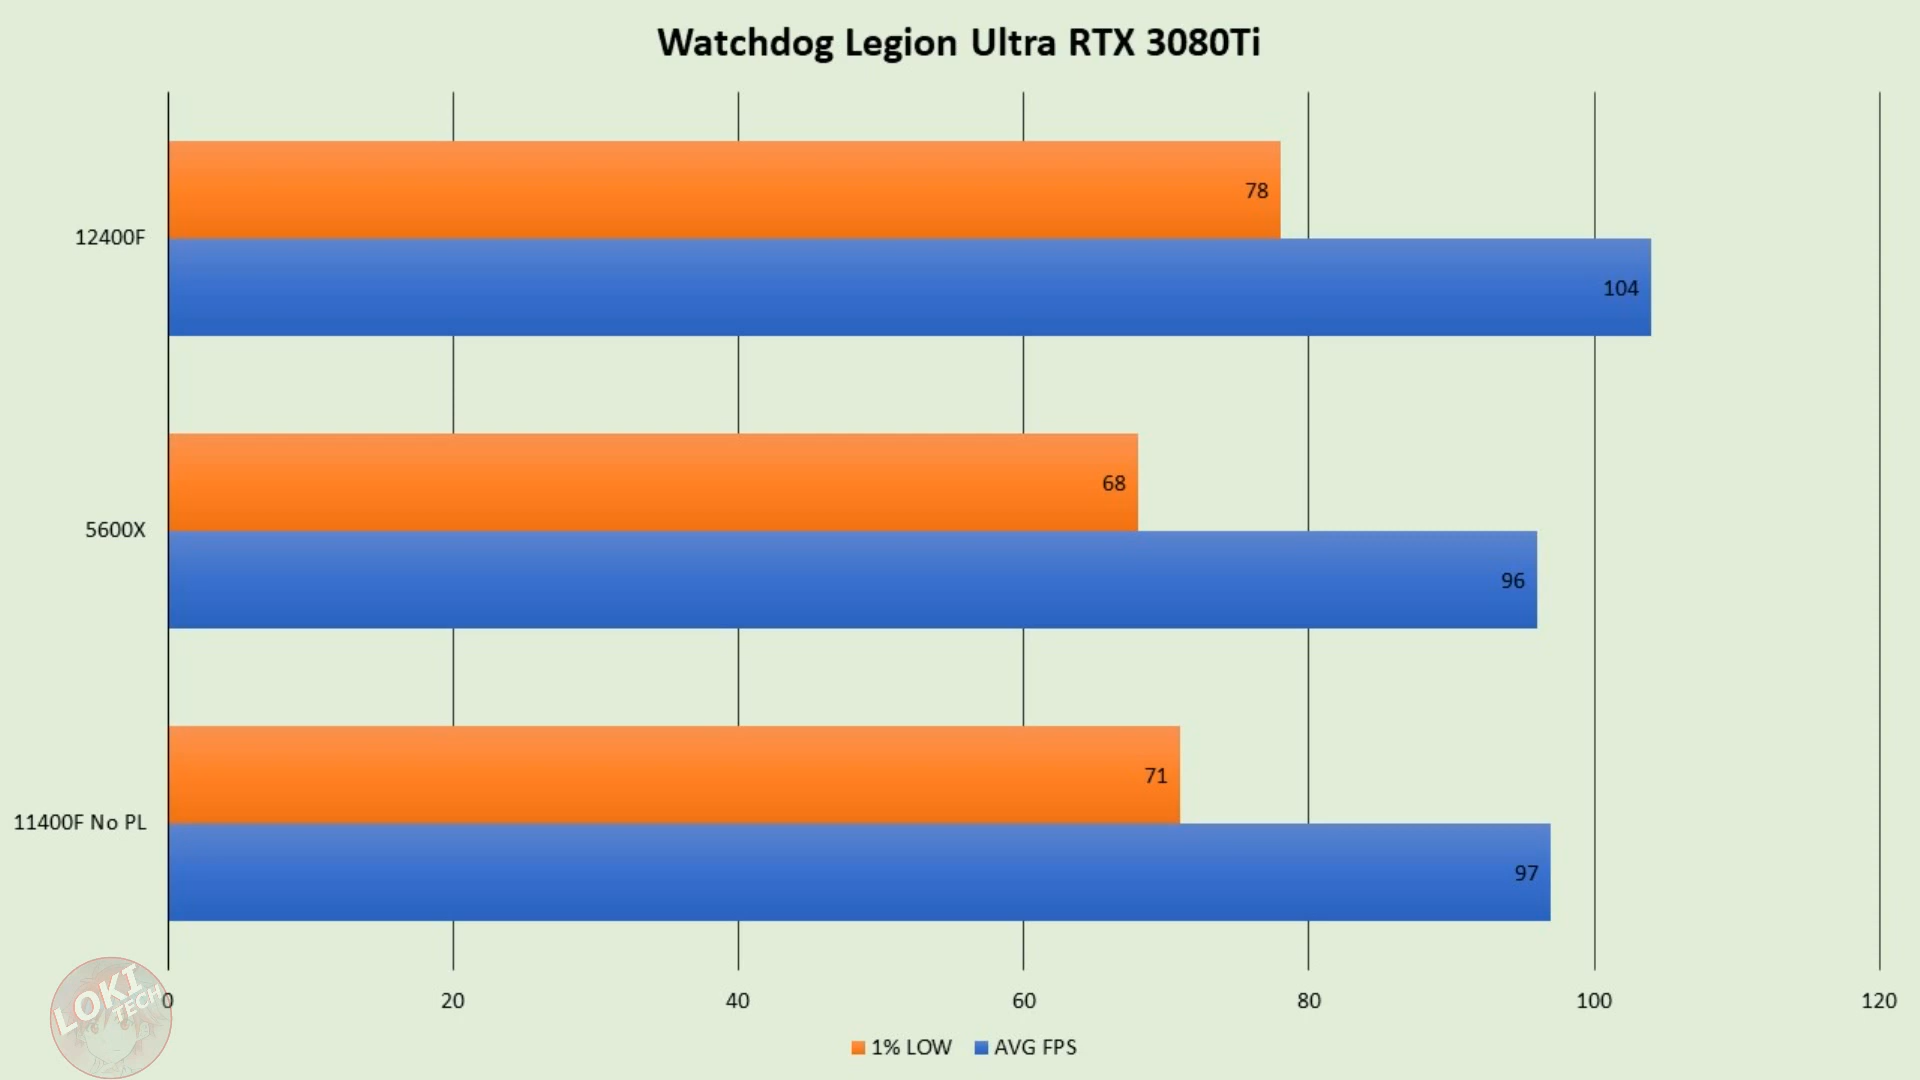 Watchdog Legion Ultra RTX 3080Ti
78
12400F
104
68
5600X
96
71
11400F No PL
97
0 20 40 60 80 100 120
1% LOW AVG FPS
LOKI
TECH